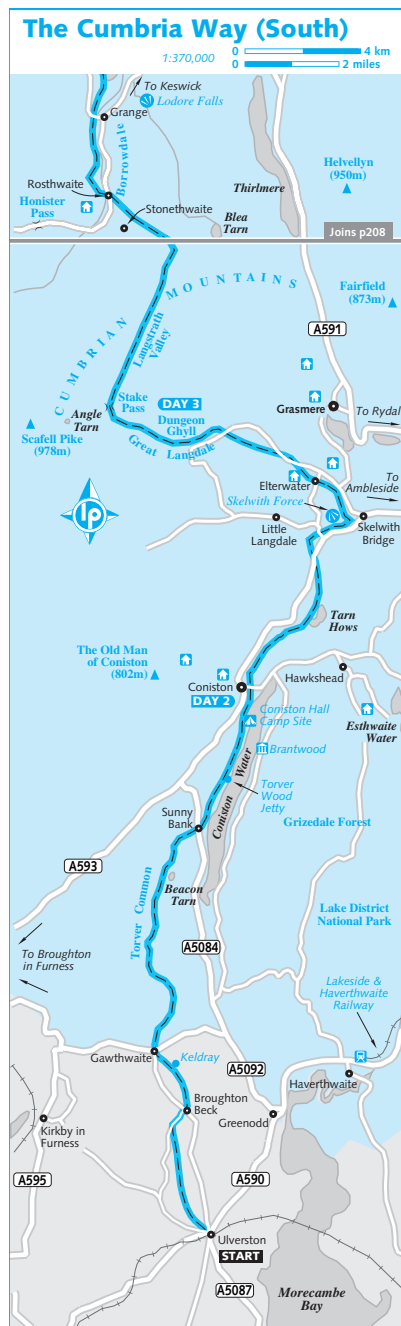 The Cumbria Way (South)
1:370,000
0 4 km
0 2 miles
To Keswick
Lodore Falls
Grange
Borrowdale
Helvellyn
(950m)
Thirlmere
Rosthwaite
Honister
Pass
Stonethwaite
Blea
Tarn
Joins p208
CUMBRIAN MOUNTAINS
Fairfield
(873m)
Langstrath
Valley
A591
Stake
Pass
DAY 3
Dungeon
Ghyll
Grasmere
To Rydal
Angle
Tarn
Great Langdale
Scafell Pike
(978m)
To
Ambleside
Elterwater
Skelwith Force
lp
Little
Langdale
Skelwith
Bridge
Tarn
Hows
The Old Man
of Coniston
(802m)
Hawkshead
Coniston
DAY 2
Coniston Hall
Camp Site
Esthwaite
Water
Brantwood
Coniston Water
Torver
Wood
Jetty
Sunny
Bank
Grizedale Forest
A593
Beacon
Tarn
Torver Common
Lake District
National Park
A5084
To Broughton
in Furness
Lakeside &
Haverthwaite
Railway
Gawthwaite
Keldray
A5092
Haverthwaite
Broughton
Beck
Greenodd
Kirkby in
Furness
A595
A590
Ulverston
START
A5087
Morecambe
Bay